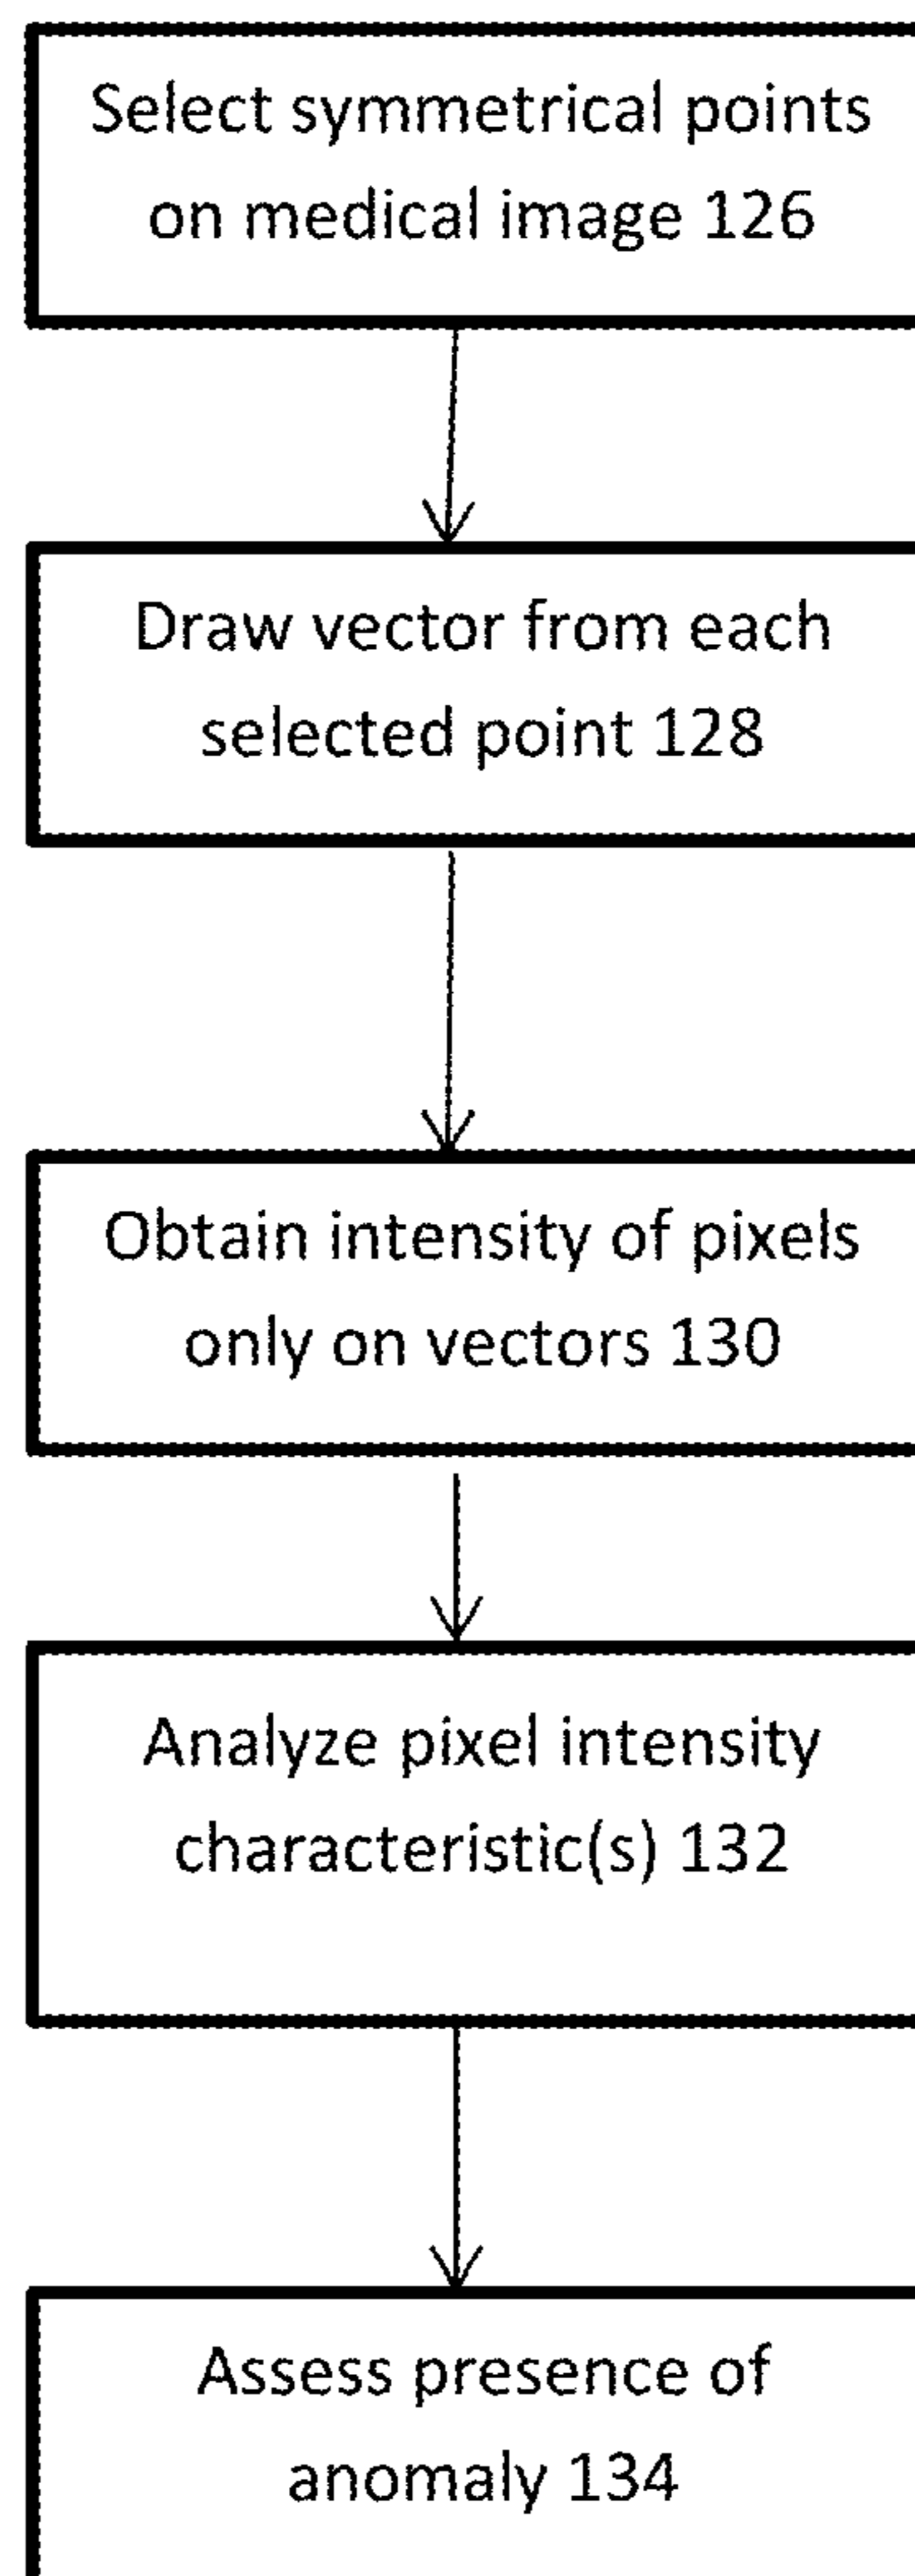 Select symmetrical points
on medical image 126
Draw vector from each
selected point 128
Obtain intensity of pixels
only on vectors 130
Analyze pixel intensity
characteristic(s) 132
Assess presence of
anomaly 134